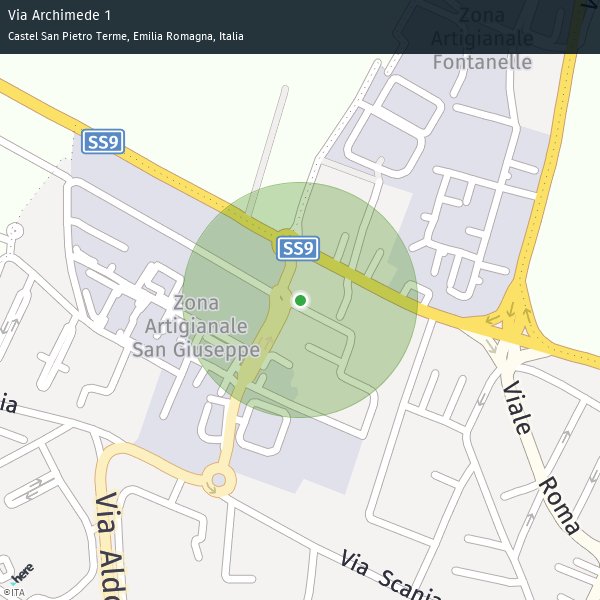 Via Archimede 1
Castel San Pietro Terme, Emilia Romagna, Italia
Zona
Artigianale
Fontanelle
SS9
SS9
Zona
Artigianale
San Giuseppe
ia
Viale
Roma
Via Aldo
Via Scania
here
©ITA